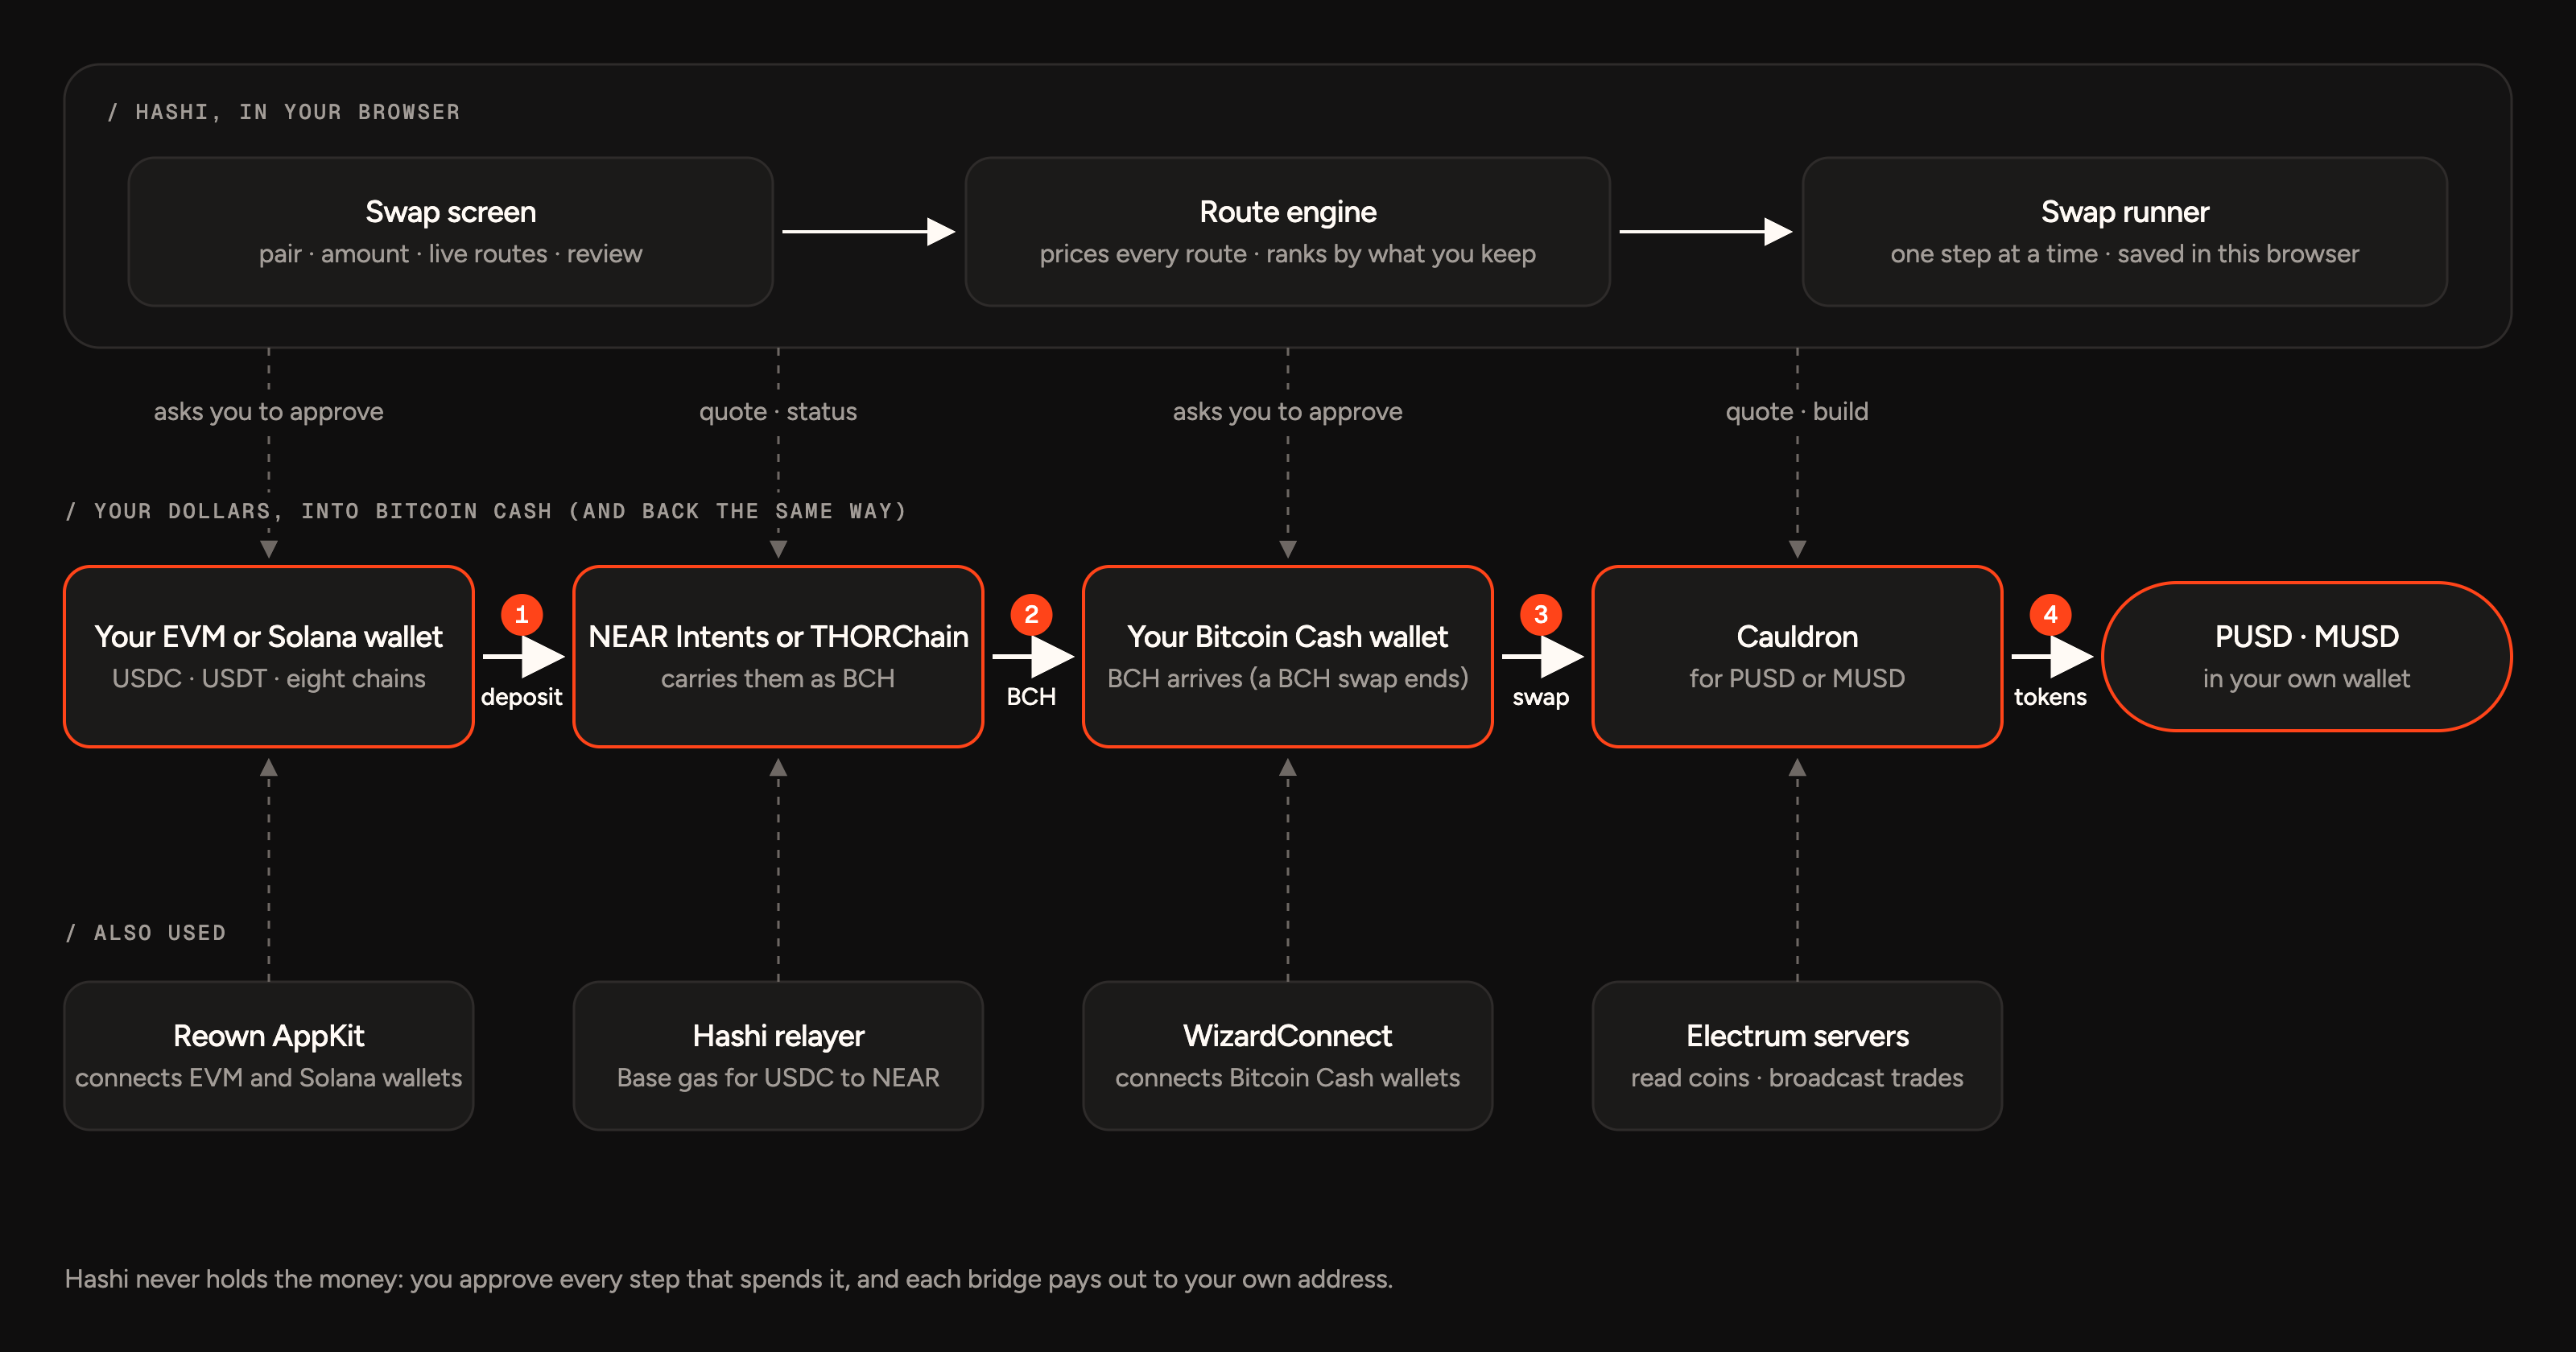 / HASHI, IN YOUR BROWSER
Swap screen
pair · amount · live routes · review
Route engine
prices every route · ranks by what you keep
Swap runner
one step at a time · saved in this browser
asks you to approve
quote · status
asks you to approve
quote · build
/ YOUR DOLLARS, INTO BITCOIN CASH (AND BACK THE SAME WAY)
Your EVM or Solana wallet
USDC · USDT · eight chains
1
deposit
NEAR Intents or THORChain
carries them as BCH
2
BCH
Your Bitcoin Cash wallet
BCH arrives (a BCH swap ends)
3
swap
Cauldron
for PUSD or MUSD
4
tokens
PUSD · MUSD
in your own wallet
/ ALSO USED
Reown AppKit
connects EVM and Solana wallets
Hashi relayer
Base gas for USDC to NEAR
WizardConnect
connects Bitcoin Cash wallets
Electrum servers
read coins · broadcast trades
Hashi never holds the money: you approve every step that spends it, and each bridge pays out to your own address.